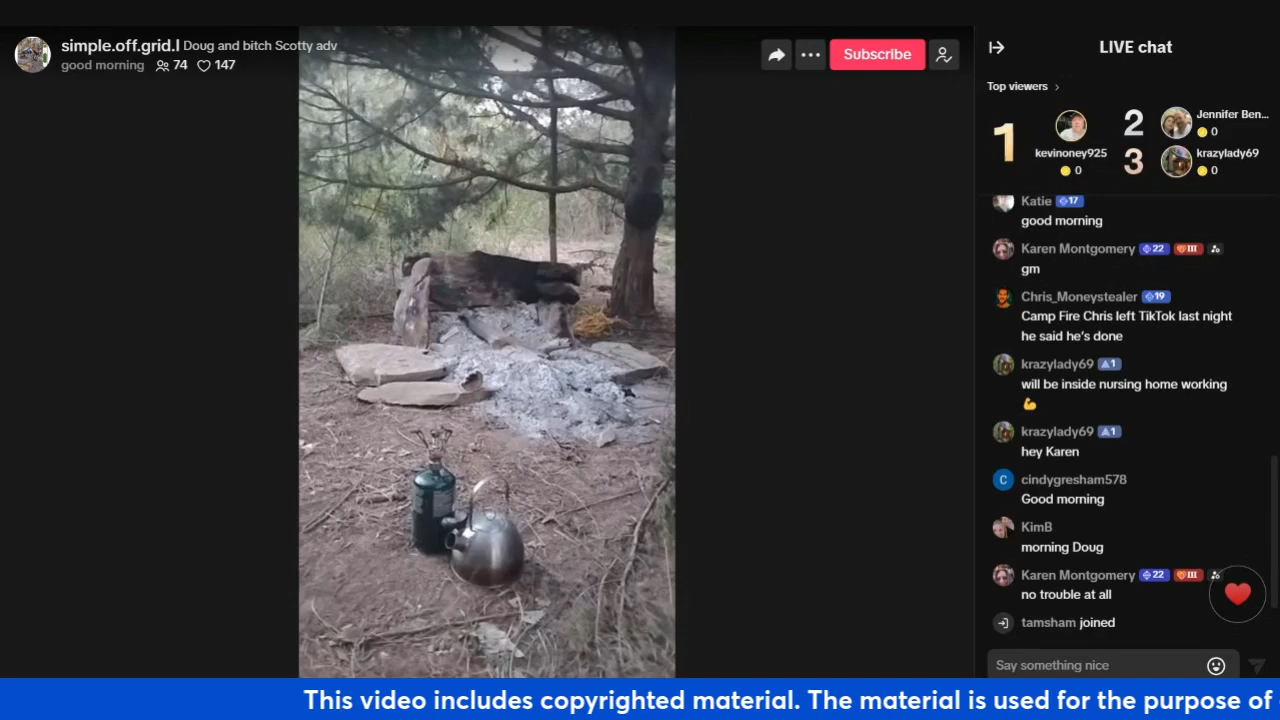 simple.off.grid.l Doug and bitch Scotty adv
good morning 74 147
Subscribe
LIVE chat
Top viewers
1
kevinoney925
0
2
Jennifer Ben...
0
3
krazylady69
0
Katie 17
good morning
Karen Montgomery 22 III
gm
Chris_Moneystealer 19
Camp Fire Chris left TikTok last night
he said he's done
krazylady69 1
will be inside nursing home working
💪
krazylady69 1
hey Karen
C cindygresham578
Good morning
KimB
morning Doug
Karen Montgomery 22 III
no trouble at all
tamsham joined
Say something nice
This video includes copyrighted material. The material is used for the purpose of